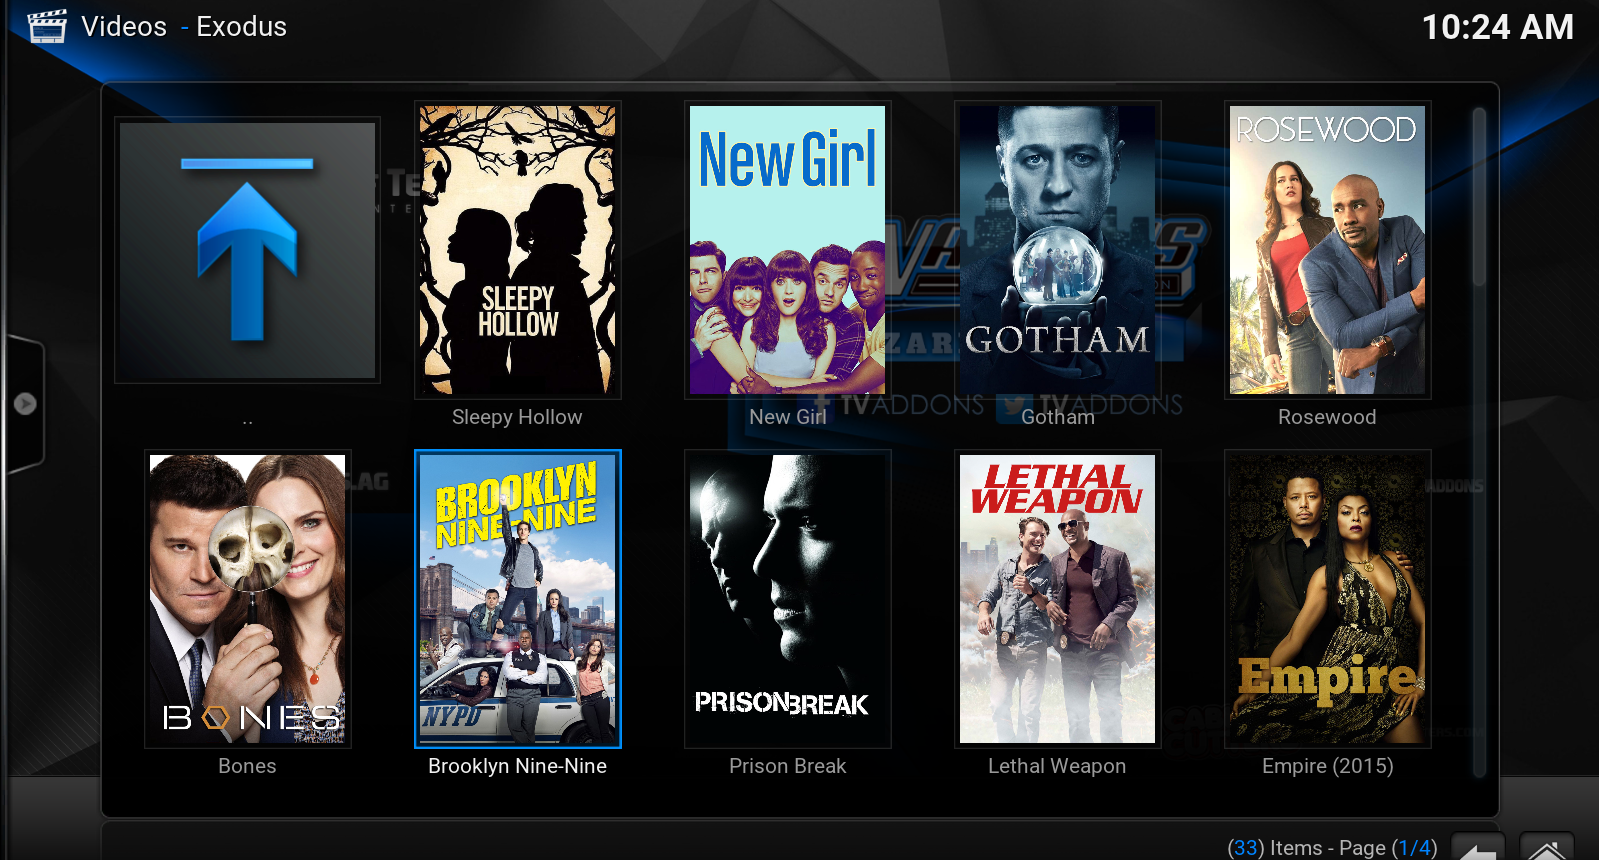 Videos - Exodus
10:24 AM
SLEEPY
HOLLOW
New Girl
GOTHAM
ROSEWOOD
TVADDONS TVADDONS
..
Sleepy Hollow
New Girl
Gotham
Rosewood
BONES
BROOKLYN
NINE-NINE
NYPD
PRISON BREAK
LETHAL
WEAPON
Empire
ADDONS
Bones
Brooklyn Nine-Nine
Prison Break
Lethal Weapon
Empire (2015)
(33) Items - Page (1/4)